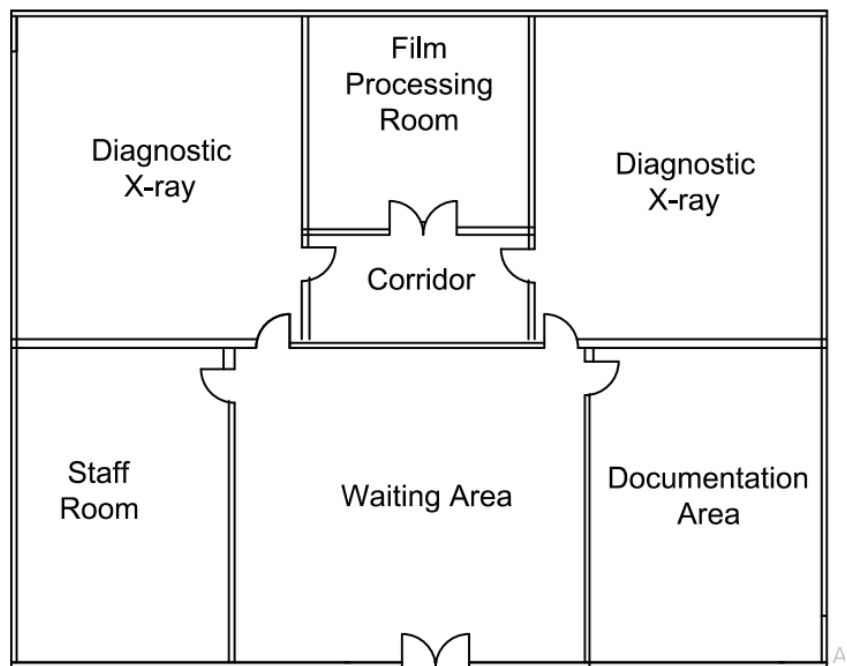 Film
Processing
Room
Diagnostic
X-ray
Diagnostic
X-ray
Corridor
Staff
Room
Waiting Area
Documentation
Area
A